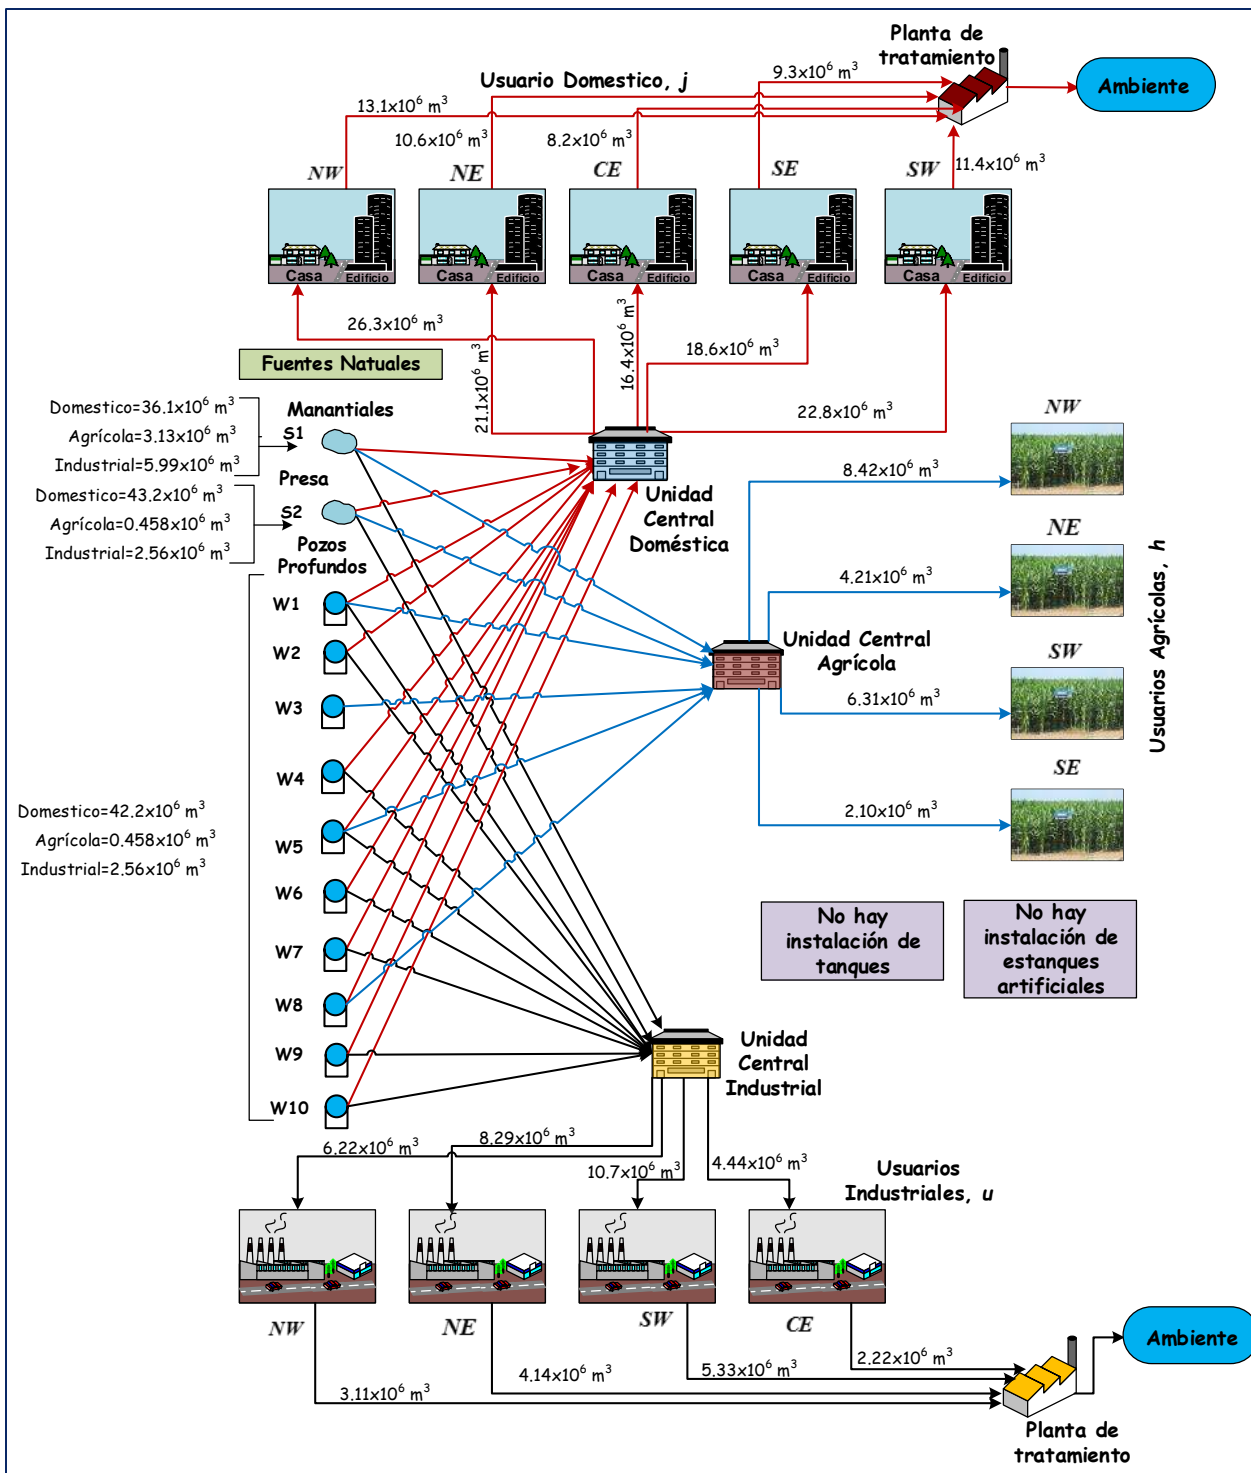 Planta de
tratamiento
Ambiente
9.3x10⁶ m³
Usuario Domestico, j
13.1x10⁶ m³
10.6x10⁶ m³
8.2x10⁶ m³
11.4x10⁶ m³
NW
NE
CE
SE
SW
Casa Edificio
Casa Edificio
Casa Edificio
Casa Edificio
Casa Edificio
26.3x10⁶ m³
21.1x10⁶ m³
16.4x10⁶ m³
18.6x10⁶ m³
22.8x10⁶ m³
Fuentes Natuales
Domestico=36.1x10⁶ m³
Agrícola=3.13x10⁶ m³
Industrial=5.99x10⁶ m³
Manantiales
S1
Presa
Domestico=43.2x10⁶ m³
Agrícola=0.458x10⁶ m³
Industrial=2.56x10⁶ m³
S2
Pozos
Profundos
Unidad
Central
Doméstica
W1
W2
W3
W4
W5
W6
W7
W8
W9
W10
Domestico=42.2x10⁶ m³
Agrícola=0.458x10⁶ m³
Industrial=2.56x10⁶ m³
Unidad Central
Agrícola
8.42x10⁶ m³
4.21x10⁶ m³
6.31x10⁶ m³
2.10x10⁶ m³
NW
NE
SW
SE
Usuarios Agrícolas, h
No hay
instalación de
tanques
No hay
instalación de
estanques
artificiales
Unidad
Central
Industrial
6.22x10⁶ m³
8.29x10⁶ m³
10.7x10⁶ m³
4.44x10⁶ m³
Usuarios
Industriales, u
NW
NE
SW
CE
3.11x10⁶ m³
4.14x10⁶ m³
5.33x10⁶ m³
2.22x10⁶ m³
Ambiente
Planta de
tratamiento